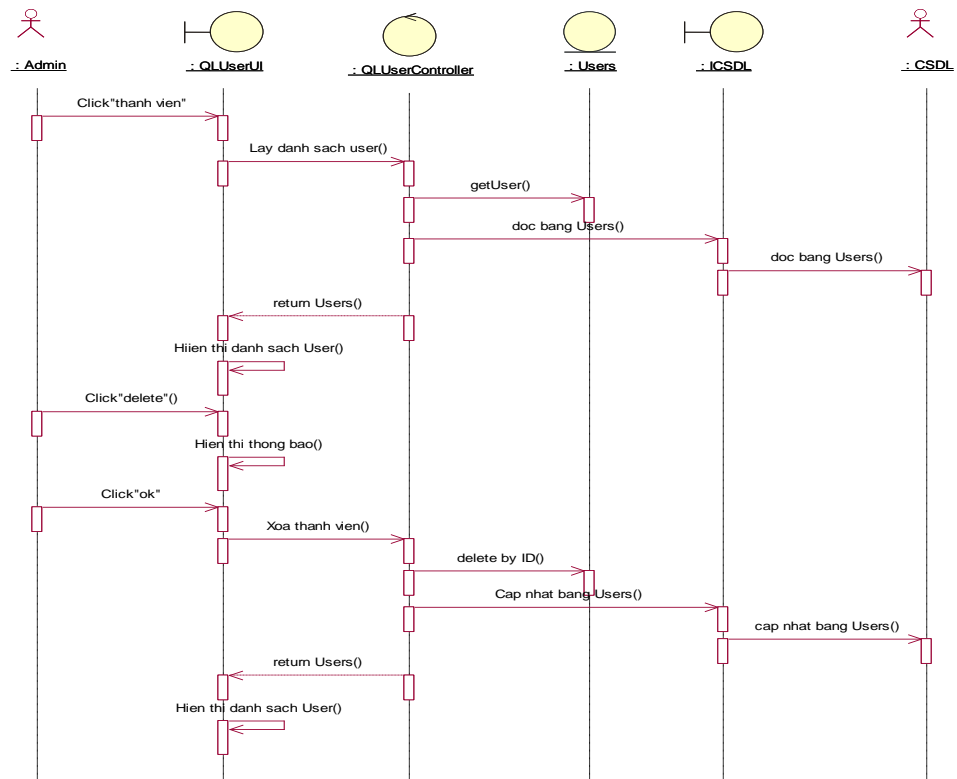 : Admin
: QLUserUI
: QLUserController
: Users
: ICSDL
: CSDL
Click"thanh vien"
Lay danh sach user()
getUser()
doc bang Users()
doc bang Users()
return Users()
Hiien thi danh sach User()
Click"delete"()
Hien thi thong bao()
Click"ok"
Xoa thanh vien()
delete by ID()
Cap nhat bang Users()
cap nhat bang Users()
return Users()
Hien thi danh sach User()